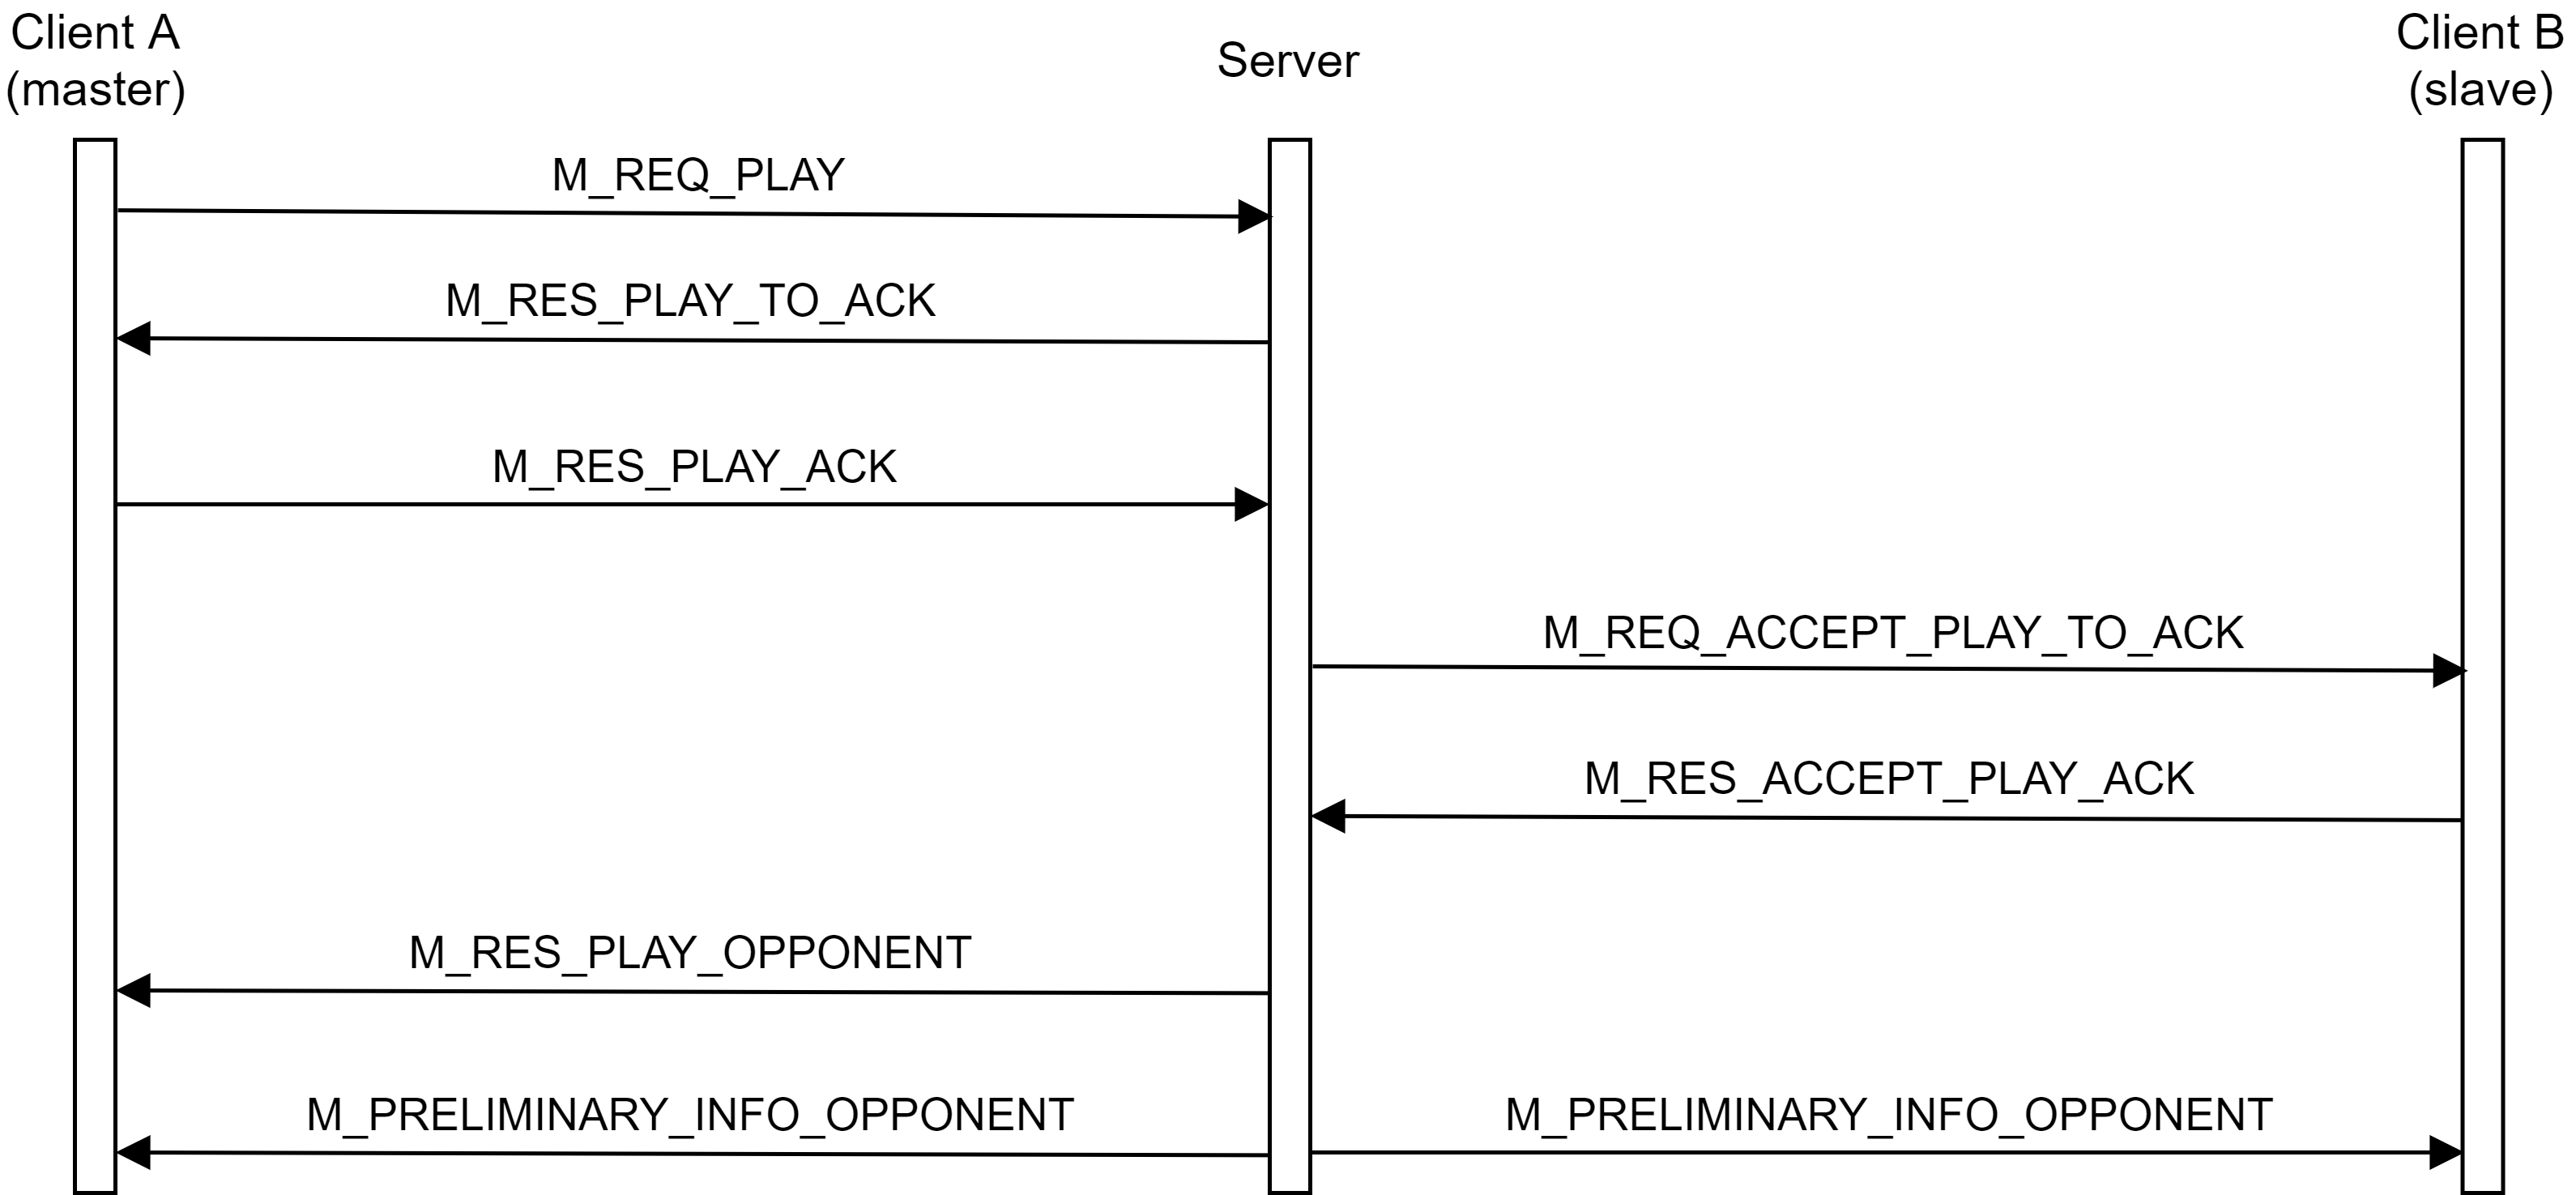 Client A
(master)
Server
Client B
(slave)
M_REQ_PLAY
M_RES_PLAY_TO_ACK
M_RES_PLAY_ACK
M_REQ_ACCEPT_PLAY_TO_ACK
M_RES_ACCEPT_PLAY_ACK
M_RES_PLAY_OPPONENT
M_PRELIMINARY_INFO_OPPONENT
M_PRELIMINARY_INFO_OPPONENT